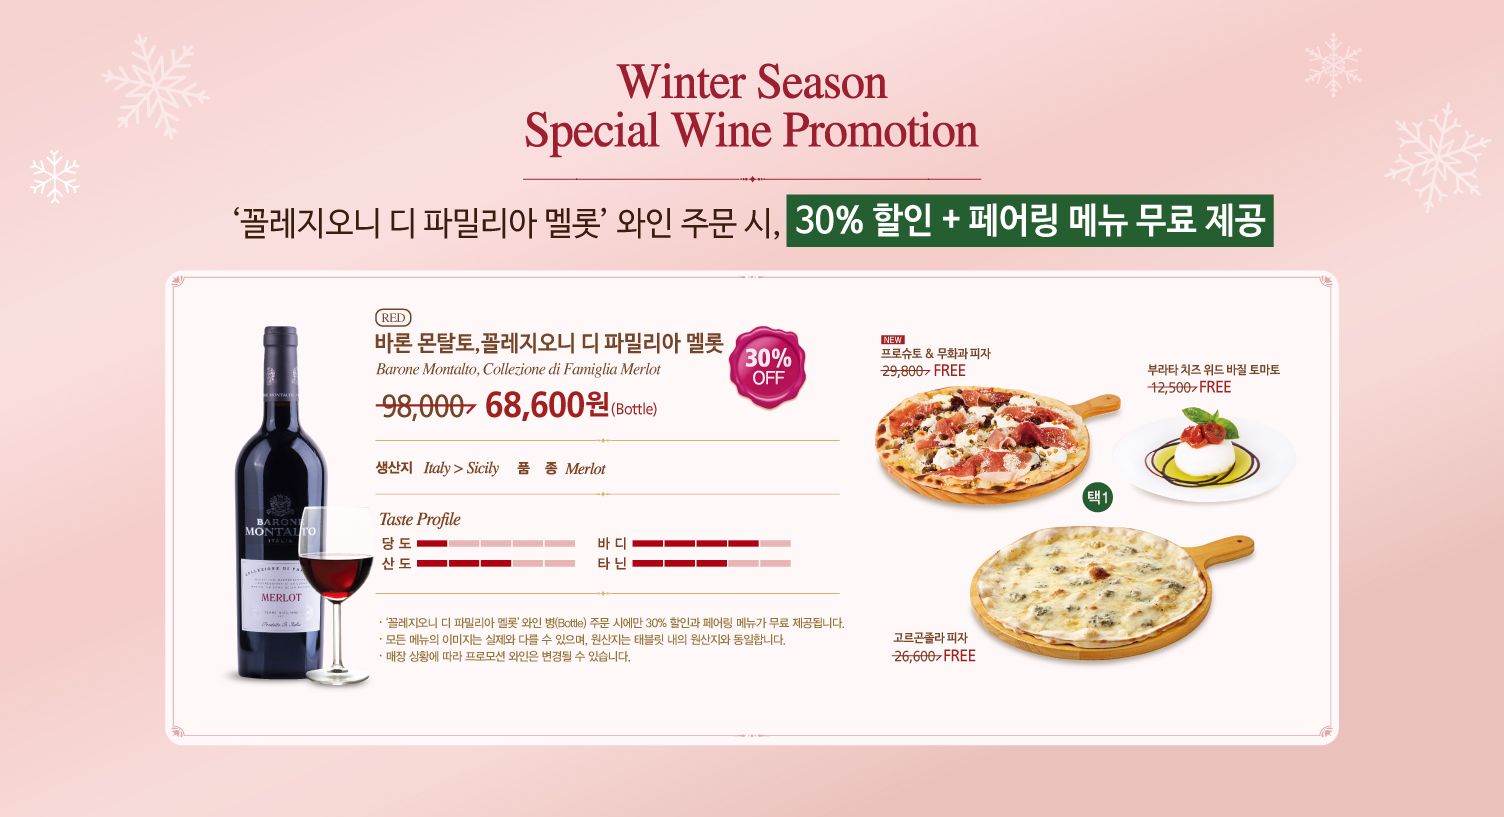 Winter Season
Special Wine Promotion
‘꼴레지오니 디 파밀리아 멜롯’ 와인 주문 시, 30% 할인 + 페어링 메뉴 무료 제공
RED
바론 몬탈토,꼴레지오니 디 파밀리아 멜롯
Barone Montalto, Collezione di Famiglia Merlot
98,000 68,600원(Bottle)
30%
OFF
생산지 Italy > Sicily 품 종 Merlot
Taste Profile
당 도 바 디
산 도 타 닌
· ‘꼴레지오니 디 파밀리아 멜롯’ 와인 병(Bottle) 주문 시에만 30% 할인과 페어링 메뉴가 무료 제공됩니다.
· 모든 메뉴의 이미지는 실제와 다를 수 있으며, 원산지는 태블릿 내의 원산지와 동일합니다.
· 매장 상황에 따라 프로모션 와인은 변경될 수 있습니다.
BARONE
MONTALTO
ITALIA
COLLEZIONE DI
MERLOT
NEW
프로슈토 & 무화과 피자
29,800 FREE
부라타 치즈 위드 바질 토마토
12,500 FREE
택1
고르곤졸라 피자
26,600 FREE